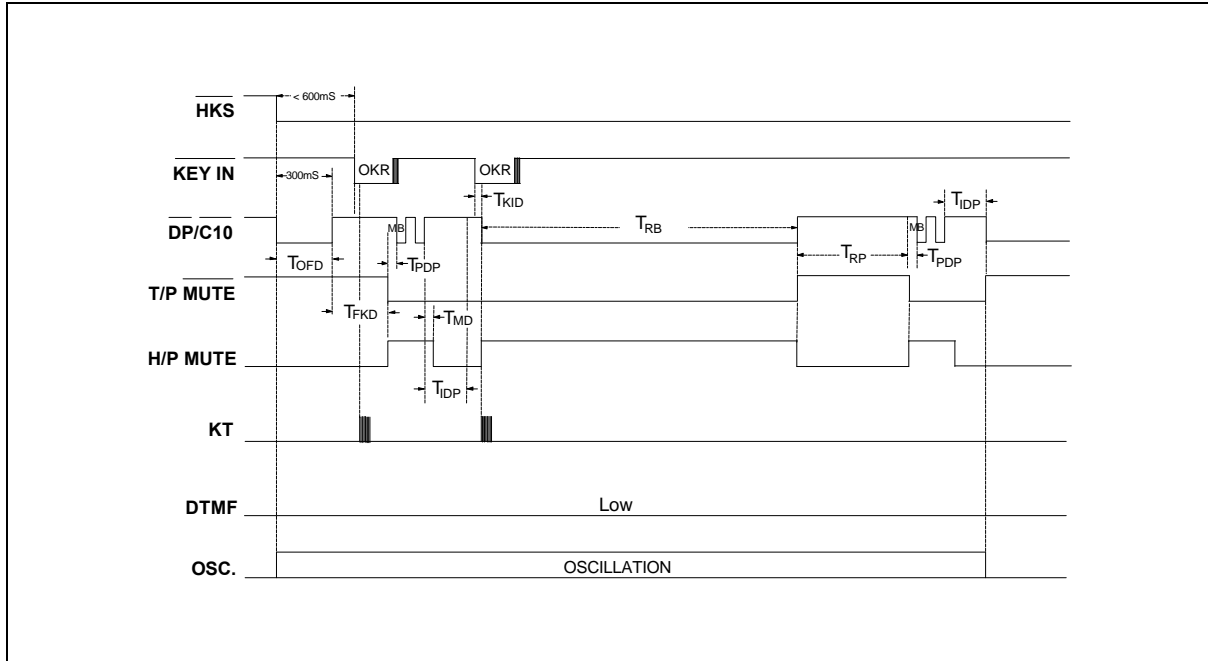 < 600mS
HKS
KEY IN
OKR
OKR
300mS
TKID
TIDP
DP/C10
MB
TRB
MB
TOFD
TPDP
TRP
TPDP
T/P MUTE
TFKD
TMD
H/P MUTE
TIDP
KT
DTMF
Low
OSC.
OSCILLATION